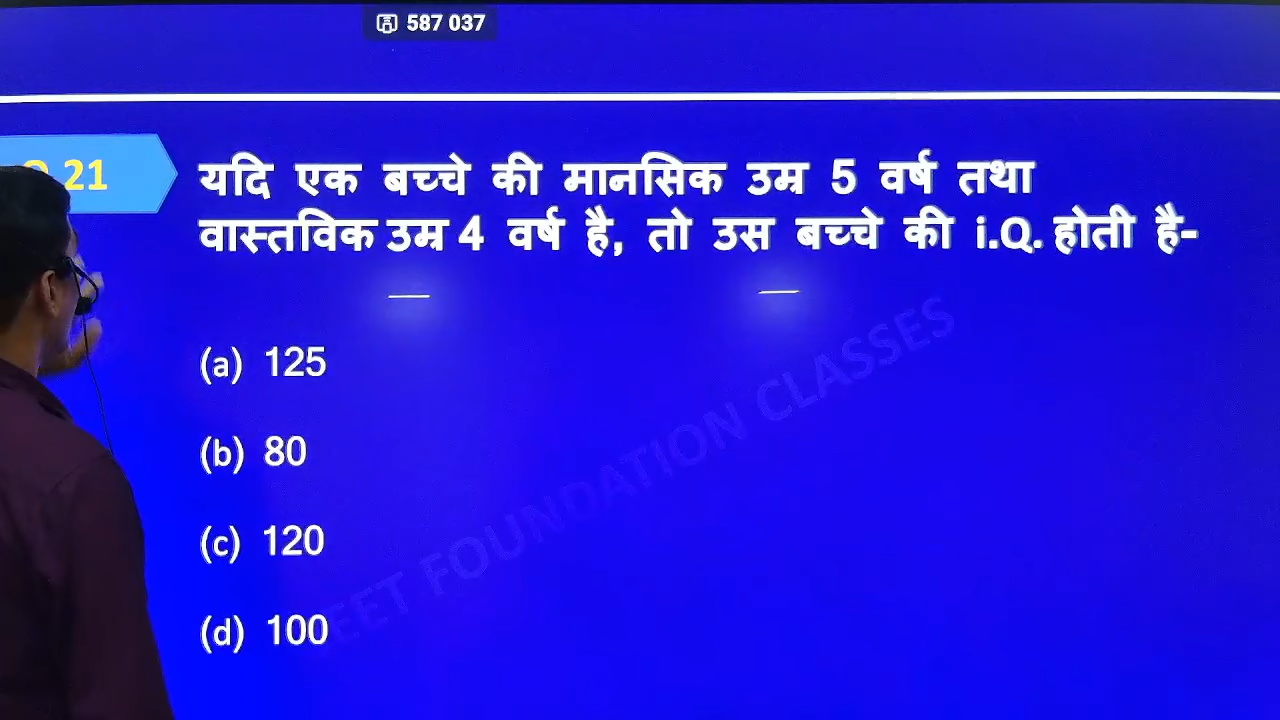 587 037
21
यदि एक बच्चे की मानसिक उम्र 5 वर्ष तथा
वास्तविक उम्र 4 वर्ष है, तो उस बच्चे की i.Q. होती है-
(a) 125
(b) 80
(c) 120
(d) 100
EET FOUNDATION CLASSES